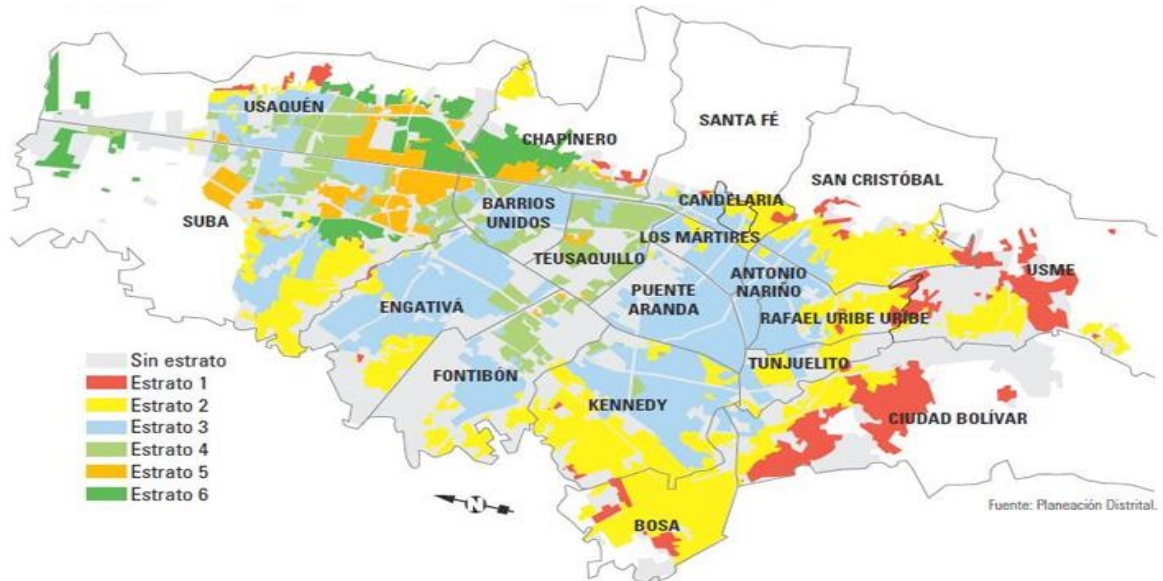 USAQUÉN
CHAPINERO
SANTA FÉ
SAN CRISTÓBAL
SUBA
BARRIOS
UNIDOS
CANDELARIA
LOS MÁRTIRES
TEUSAQUILLO
ENGATIVÁ
PUENTE
ARANDA
ANTONIO
NARIÑO
USME
RAFAEL URIBE URÍBE
FONTIBÓN
TUNJUELITO
KENNEDY
CIUDAD BOLÍVAR
BOSA
Sin estrato
Estrato 1
Estrato 2
Estrato 3
Estrato 4
Estrato 5
Estrato 6
N
Fuente: Planeación Distrital.